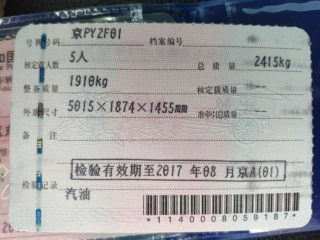 号牌号码 京PY2F01 档案编号
核定载人数 5人 总质量 2415kg
整备质量 1910kg 核定载质量
外廓尺寸 5015×1874×1455mm 准牵引总质量
备注
检验有效期至2017年08月京A(01)
检验记录
汽油
*1140008059187*